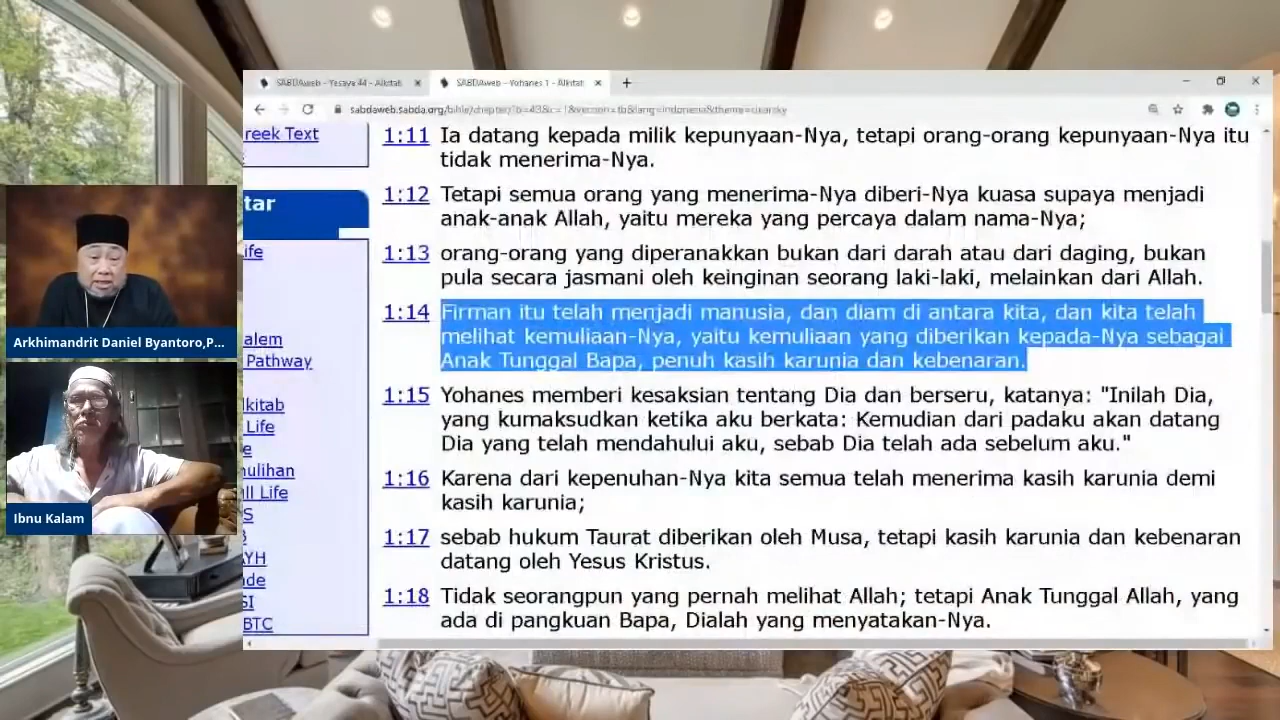 SABDAweb - Yesaya 44 - Alkitab
SABDAweb - Yohanes 1 - Alkitab
reek Text
1:11 Ia datang kepada milik kepunyaan-Nya, tetapi orang-orang kepunyaan-Nya itu
tidak menerima-Nya.
tar
1:12 Tetapi semua orang yang menerima-Nya diberi-Nya kuasa supaya menjadi
anak-anak Allah, yaitu mereka yang percaya dalam nama-Nya;
ife
1:13 orang-orang yang diperanakkan bukan dari darah atau dari daging, bukan
pula secara jasmani oleh keinginan seorang laki-laki, melainkan dari Allah.
alem
Pathway
1:14 Firman itu telah menjadi manusia, dan diam di antara kita, dan kita telah
melihat kemuliaan-Nya, yaitu kemuliaan yang diberikan kepada-Nya sebagai
Anak Tunggal Bapa, penuh kasih karunia dan kebenaran.
lkitab
Life
e
1:15 Yohanes memberi kesaksian tentang Dia dan berseru, katanya: "Inilah Dia,
yang kumaksudkan ketika aku berkata: Kemudian dari padaku akan datang
Dia yang telah mendahului aku, sebab Dia telah ada sebelum aku."
nulihan
ll Life
S
1:16 Karena dari kepenuhan-Nya kita semua telah menerima kasih karunia demi
kasih karunia;
AYH
de
1:17 sebab hukum Taurat diberikan oleh Musa, tetapi kasih karunia dan kebenaran
datang oleh Yesus Kristus.
SI
BTC
1:18 Tidak seorangpun yang pernah melihat Allah; tetapi Anak Tunggal Allah, yang
ada di pangkuan Bapa, Dialah yang menyatakan-Nya.
Arkhimandrit Daniel Byantoro,P...
Ibnu Kalam